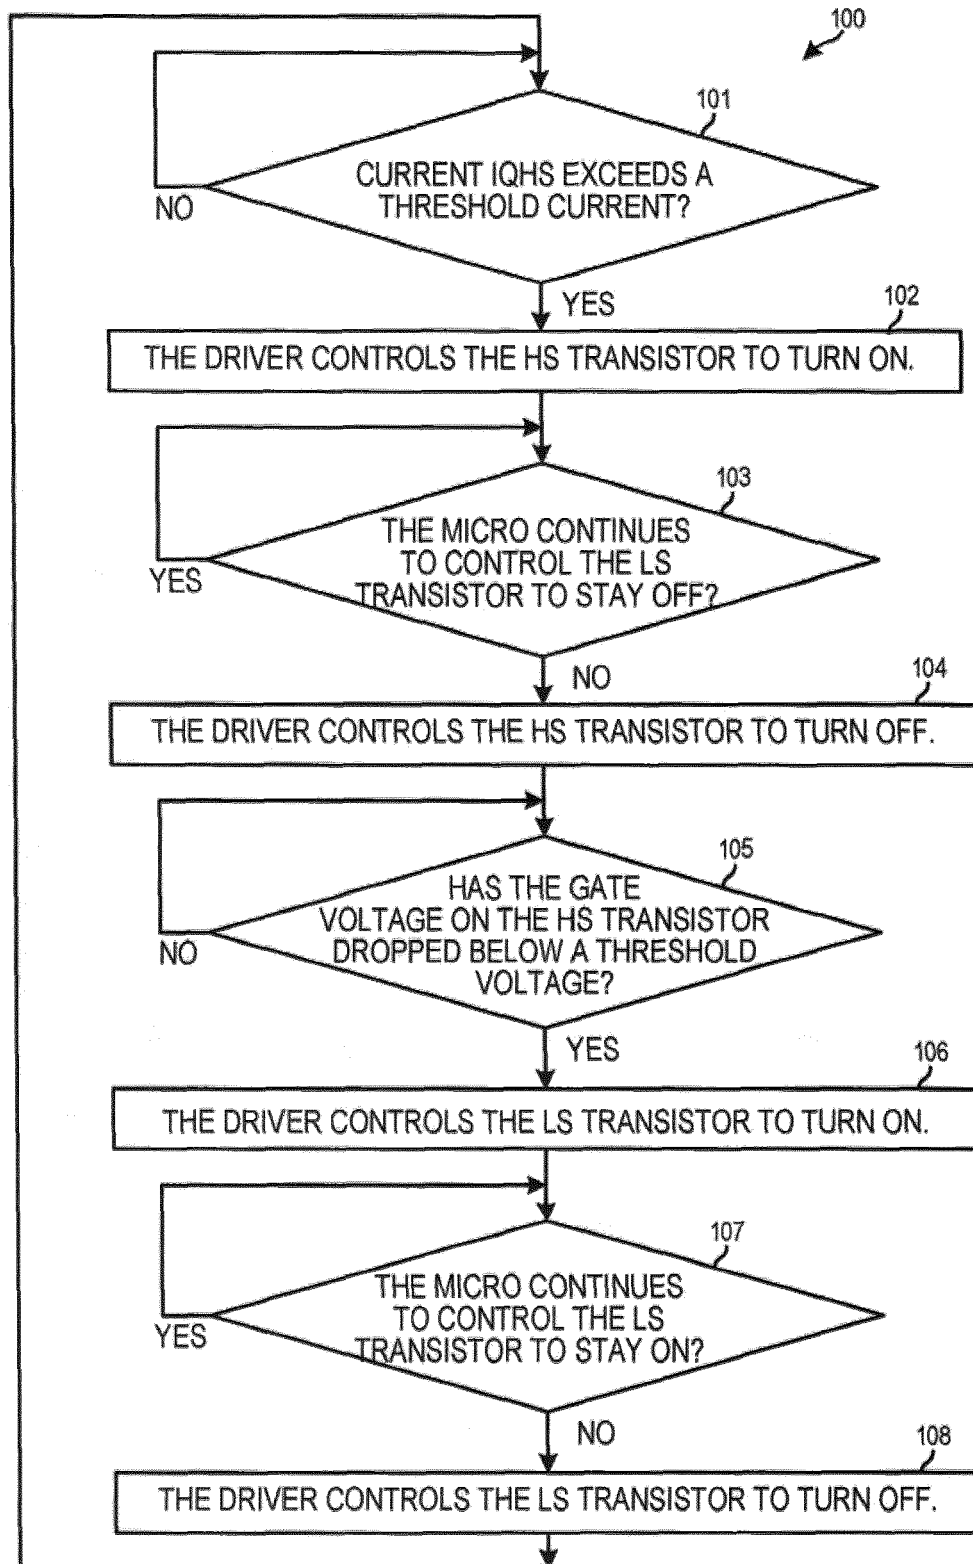 100
101
CURRENT IQHS EXCEEDS A
THRESHOLD CURRENT?
NO
YES
102
THE DRIVER CONTROLS THE HS TRANSISTOR TO TURN ON.
103
THE MICRO CONTINUES
TO CONTROL THE LS
TRANSISTOR TO STAY OFF?
YES
NO
104
THE DRIVER CONTROLS THE HS TRANSISTOR TO TURN OFF.
105
HAS THE GATE
VOLTAGE ON THE HS TRANSISTOR
DROPPED BELOW A THRESHOLD
VOLTAGE?
NO
YES
106
THE DRIVER CONTROLS THE LS TRANSISTOR TO TURN ON.
107
THE MICRO CONTINUES
TO CONTROL THE LS
TRANSISTOR TO STAY ON?
YES
NO
108
THE DRIVER CONTROLS THE LS TRANSISTOR TO TURN OFF.